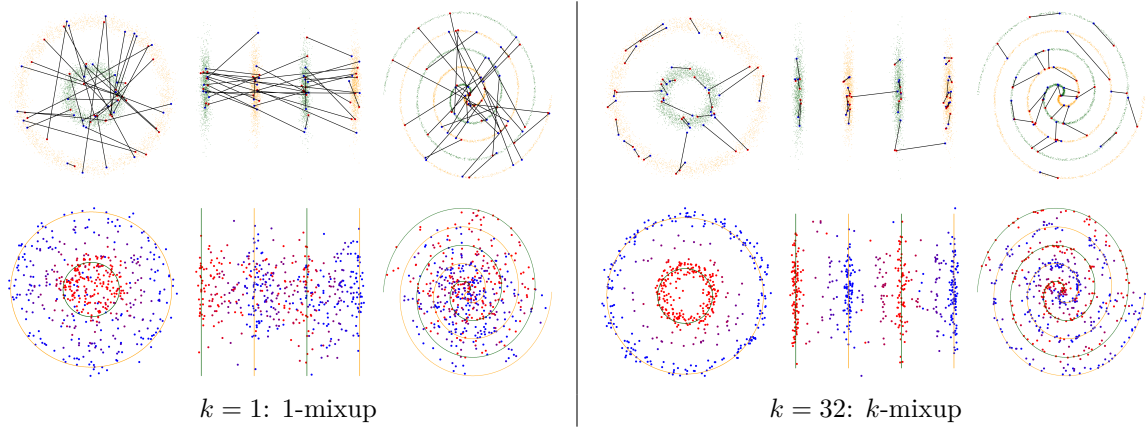 k = 1: 1-mixup
k = 32: k-mixup